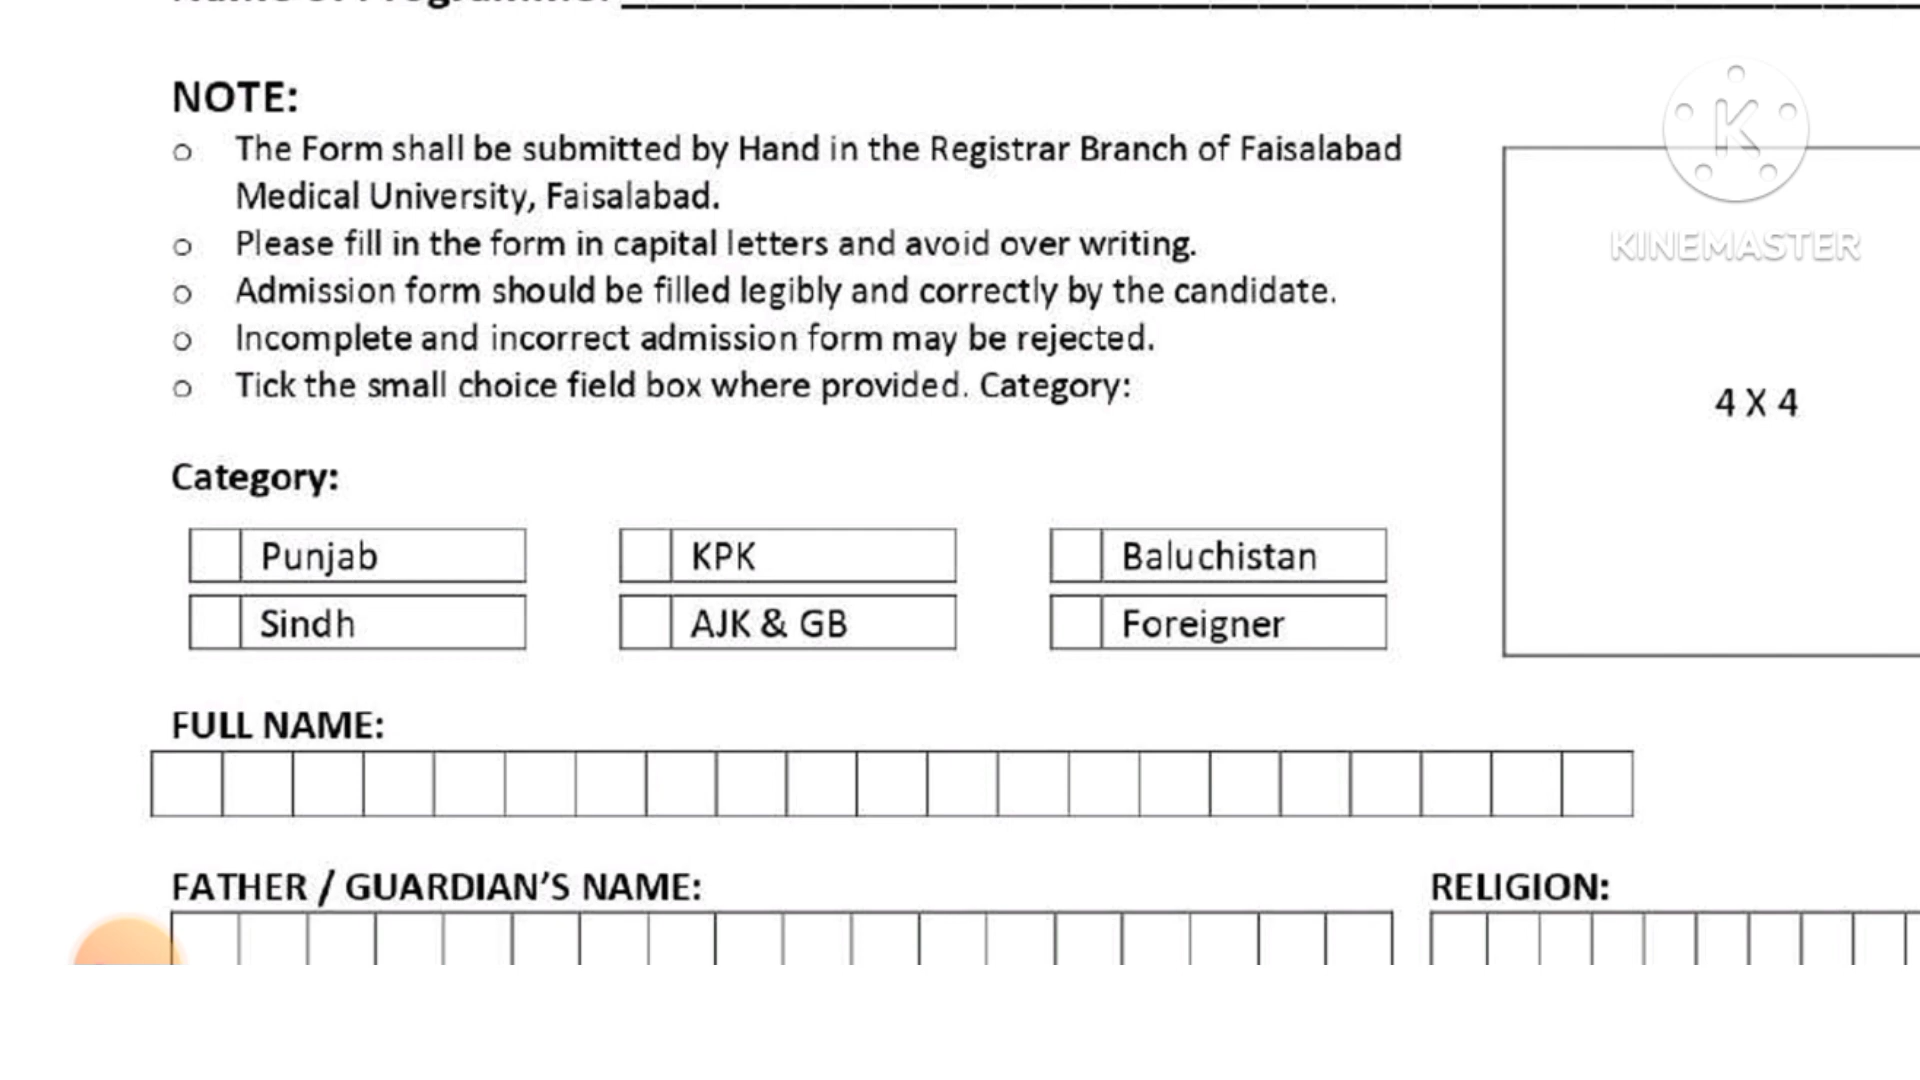 Name of Programme:
NOTE:
o The Form shall be submitted by Hand in the Registrar Branch of Faisalabad
Medical University, Faisalabad.
o Please fill in the form in capital letters and avoid over writing.
o Admission form should be filled legibly and correctly by the candidate.
o Incomplete and incorrect admission form may be rejected.
o Tick the small choice field box where provided. Category:
K
KINEMASTER
4 X 4
Category:
Punjab KPK Baluchistan
Sindh AJK & GB Foreigner
FULL NAME:
FATHER / GUARDIAN’S NAME: RELIGION: